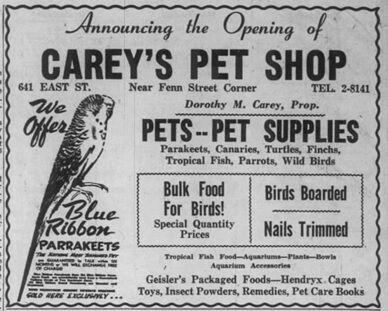 Announcing the Opening of
CAREY'S PET SHOP
641 EAST ST. Near Fenn Street Corner TEL. 2-8141
Dorothy M. Carey, Prop.
We
Offer
PETS--PET SUPPLIES
Parakeets, Canaries, Turtles, Finchs,
Tropical Fish, Parrots, Wild Birds
Bulk Food
For Birds!
Special Quantity
Prices
Birds Boarded
Nails Trimmed
Blue
Ribbon
PARRAKEETS
Tropical Fish Food—Aquariums—Plants—Bowls
Aquarium Accessories
Geisler's Packaged Foods—Hendryx Cages
Toys, Insect Powders, Remedies, Pet Care Books
SOLD HERE EXCLUSIVELY...